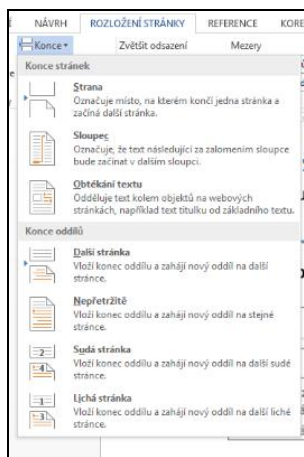 NÁVRH ROZLOŽENÍ STRÁNKY REFERENCE KORE
Konce Zvětšit odsazení Mezery
Konce stránek
Strana
Označuje místo, na kterém končí jedna stránka a
začíná další stránka.
Sloupec
Označuje, že text následující za zalomením sloupce
bude začínat v dalším sloupci.
Obtékání textu
Odděluje text kolem objektů na webových
stránkách, například text titulku od základního textu.
Konce oddílů
Další stránka
Vloží konec oddílu a zahájí nový oddíl na další
stránce.
Nepřetržitě
Vloží konec oddílu a zahájí nový oddíl na stejné
stránce.
Sudá stránka
Vloží konec oddílu a zahájí nový oddíl na další sudé
stránce.
Lichá stránka
Vloží konec oddílu a zahájí nový oddíl na další liché
stránce.